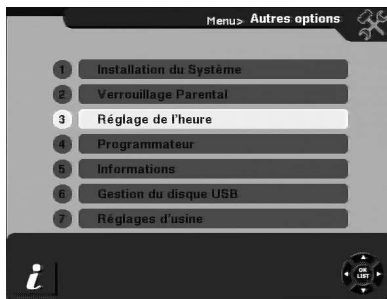 Menu> Autres options
1 Installation du Système
2 Verrouillage Parental
3 Réglage de l'heure
4 Programmateur
5 Informations
6 Gestion du disque USB
7 Réglages d'usine
i
OK
LIST